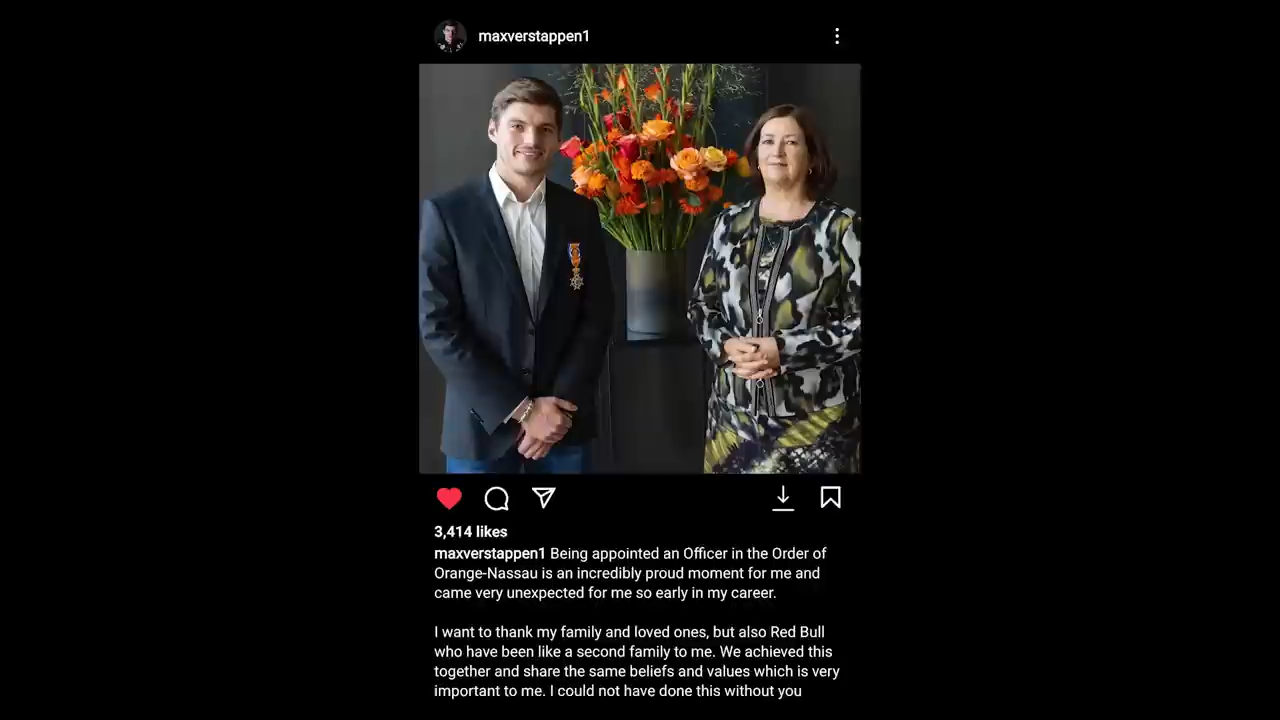 maxverstappen1
3,414 likes
maxverstappen1 Being appointed an Officer in the Order of
Orange-Nassau is an incredibly proud moment for me and
came very unexpected for me so early in my career.
I want to thank my family and loved ones, but also Red Bull
who have been like a second family to me. We achieved this
together and share the same beliefs and values which is very
important to me. I could not have done this without you